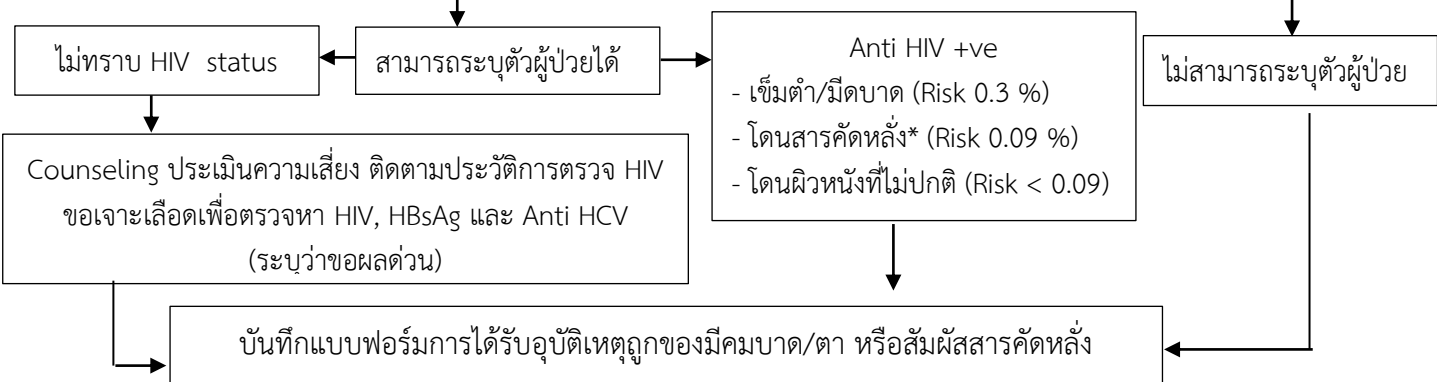 ไม่ทราบ HIV status
สามารถระบุตัวผู้ป่วยได้
Anti HIV +ve
- เข็มตำ/มีดบาด (Risk 0.3 %)
- โดนสารคัดหลั่ง* (Risk 0.09 %)
- โดนผิวหนังที่ไม่ปกติ (Risk < 0.09)
ไม่สามารถระบุตัวผู้ป่วย
Counseling ประเมินความเสี่ยง ติดตามประวัติการตรวจ HIV
ขอเจาะเลือดเพื่อตรวจหา HIV, HBsAg และ Anti HCV
(ระบุว่าขอผลด่วน)
บันทึกแบบฟอร์มการได้รับอุบัติเหตุถูกของมีคมบาด/ตา หรือสัมผัสสารคัดหลั่ง